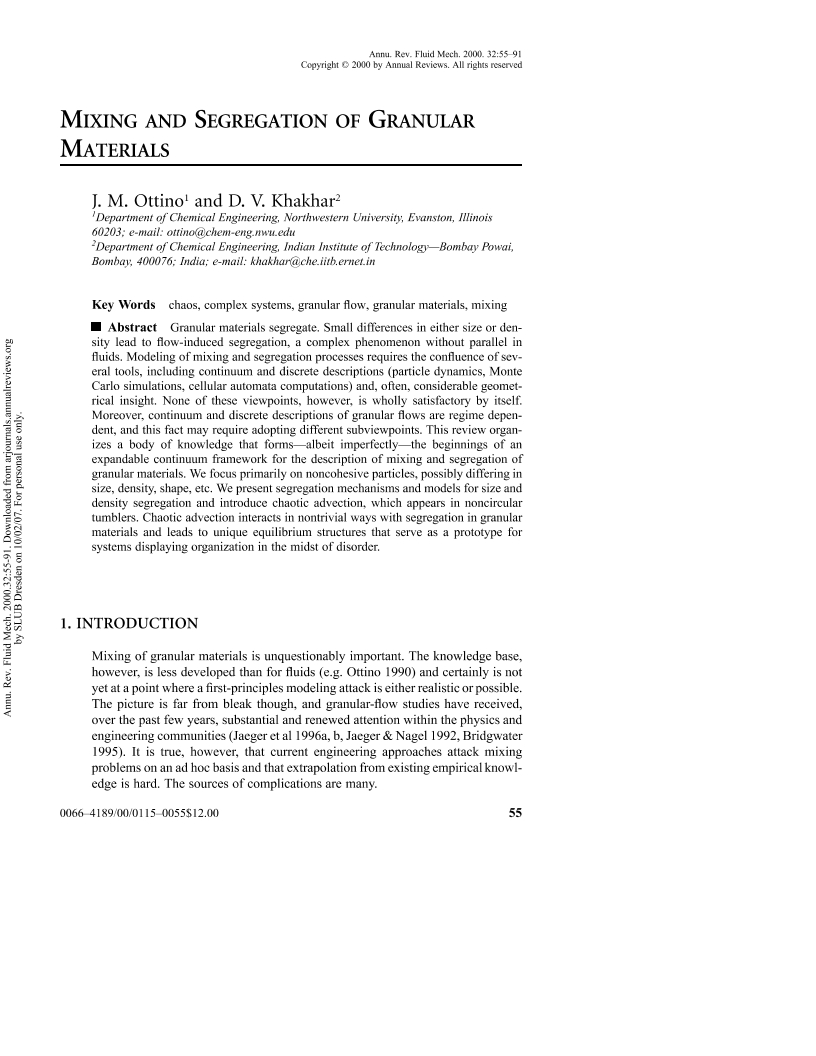 Annu. Rev. Fluid Mech. 2000. 32:55–91
Copyright © 2000 by Annual Reviews. All rights reserved
MIXING AND SEGREGATION OF GRANULAR
MATERIALS
J. M. Ottino¹ and D. V. Khakhar²
¹Department of Chemical Engineering, Northwestern University, Evanston, Illinois
60203; e-mail: ottino@chem-eng.nwu.edu
²Department of Chemical Engineering, Indian Institute of Technology—Bombay Powai,
Bombay, 400076; India; e-mail: khakhar@che.iitb.ernet.in
Key Words chaos, complex systems, granular flow, granular materials, mixing
■ Abstract Granular materials segregate. Small differences in either size or den-
sity lead to flow-induced segregation, a complex phenomenon without parallel in
fluids. Modeling of mixing and segregation processes requires the confluence of sev-
eral tools, including continuum and discrete descriptions (particle dynamics, Monte
Carlo simulations, cellular automata computations) and, often, considerable geomet-
rical insight. None of these viewpoints, however, is wholly satisfactory by itself.
Moreover, continuum and discrete descriptions of granular flows are regime depen-
dent, and this fact may require adopting different subviewpoints. This review organ-
izes a body of knowledge that forms—albeit imperfectly—the beginnings of an
expandable continuum framework for the description of mixing and segregation of
granular materials. We focus primarily on noncohesive particles, possibly differing in
size, density, shape, etc. We present segregation mechanisms and models for size and
density segregation and introduce chaotic advection, which appears in noncircular
tumblers. Chaotic advection interacts in nontrivial ways with segregation in granular
materials and leads to unique equilibrium structures that serve as a prototype for
systems displaying organization in the midst of disorder.
1. INTRODUCTION
Mixing of granular materials is unquestionably important. The knowledge base,
however, is less developed than for fluids (e.g. Ottino 1990) and certainly is not
yet at a point where a first-principles modeling attack is either realistic or possible.
The picture is far from bleak though, and granular-flow studies have received,
over the past few years, substantial and renewed attention within the physics and
engineering communities (Jaeger et al 1996a, b, Jaeger & Nagel 1992, Bridgwater
1995). It is true, however, that current engineering approaches attack mixing
problems on an ad hoc basis and that extrapolation from existing empirical knowl-
edge is hard. The sources of complications are many.
0066–4189/00/0115–0055$12.00 55
Annu. Rev. Fluid Mech. 2000.32:55-91. Downloaded from arjournals.annualreviews.org
by SLUB Dresden on 10/02/07. For personal use only.